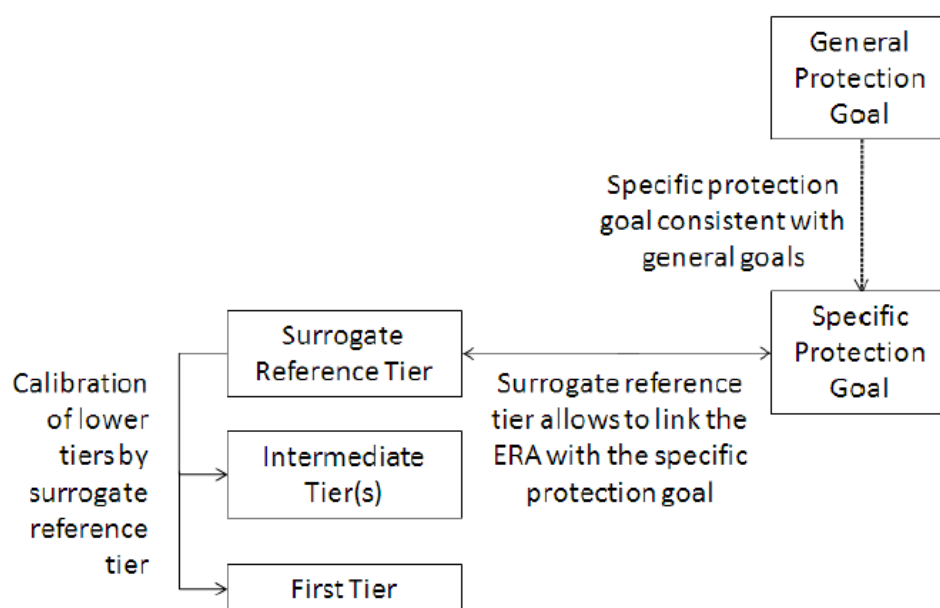 General
Protection
Goal
Specific protection
goal consistent with
general goals
Specific
Protection
Goal
Surrogate
Reference Tier
Surrogate reference
tier allows to link the
ERA with the specific
protection goal
Calibration
of lower
tiers by
surrogate
reference
tier
Intermediate
Tier(s)
First Tier